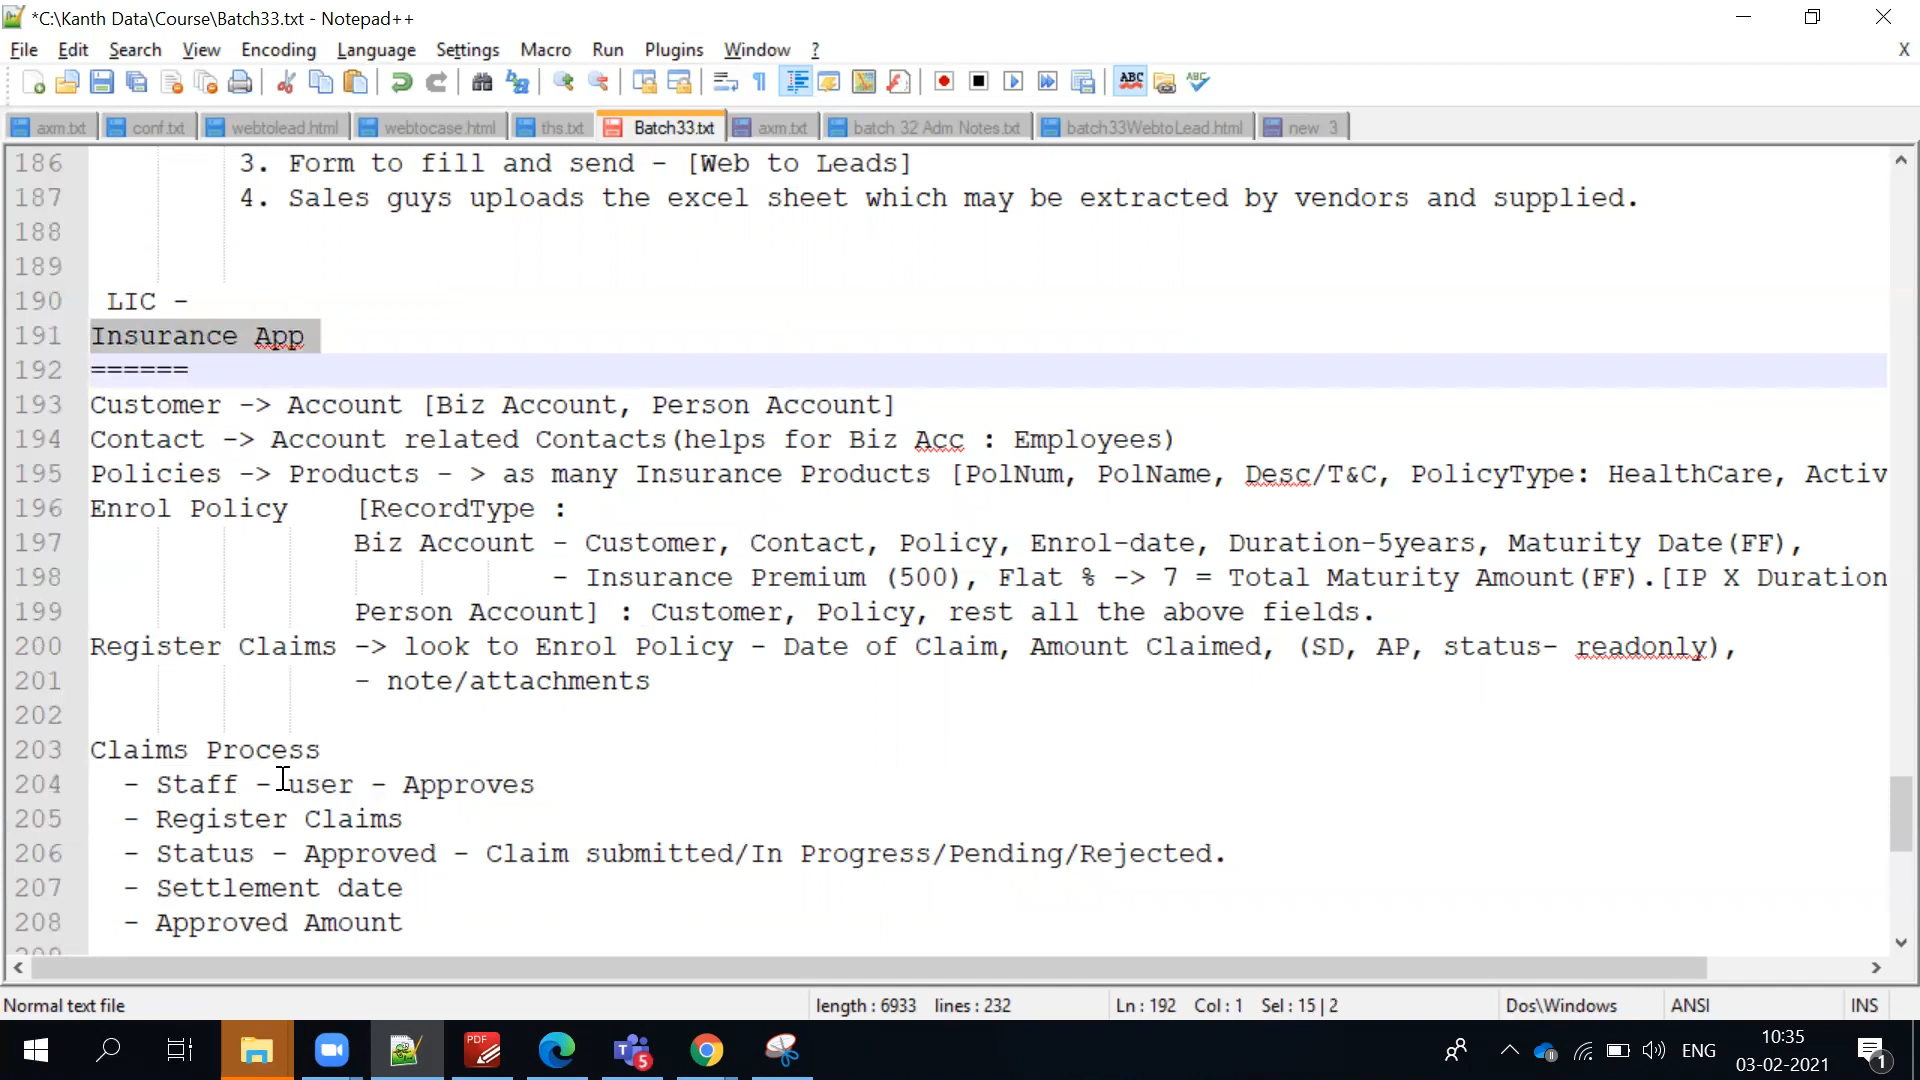 *C:\Kanth Data\Course\Batch33.txt - Notepad++
File Edit Search View Encoding Language Settings Macro Run Plugins Window ? X
axm.txt conf.txt webtolead.html webtocase.html ths.txt Batch33.txt axm.txt batch 32 Adm Notes.txt batch33WebtoLead.html new 3
186 3. Form to fill and send - [Web to Leads]
187 4. Sales guys uploads the excel sheet which may be extracted by vendors and supplied.
188
189
190 LIC -
191 Insurance App
192 ======
193 Customer -> Account [Biz Account, Person Account]
194 Contact -> Account related Contacts(helps for Biz Acc : Employees)
195 Policies -> Products - > as many Insurance Products [PolNum, PolName, Desc/T&C, PolicyType: HealthCare, Activ
196 Enrol Policy [RecordType :
197 Biz Account - Customer, Contact, Policy, Enrol-date, Duration-5years, Maturity Date(FF),
198 - Insurance Premium (500), Flat % -> 7 = Total Maturity Amount(FF).[IP X Duration
199 Person Account] : Customer, Policy, rest all the above fields.
200 Register Claims -> look to Enrol Policy - Date of Claim, Amount Claimed, (SD, AP, status- readonly),
201 - note/attachments
202
203 Claims Process
204 - Staff - user - Approves
205 - Register Claims
206 - Status - Approved - Claim submitted/In Progress/Pending/Rejected.
207 - Settlement date
208 - Approved Amount
Normal text file length : 6933 lines : 232 Ln : 192 Col : 1 Sel : 15 | 2 Dos\Windows ANSI INS
PDF 5 ENG 10:35 1
03-02-2021